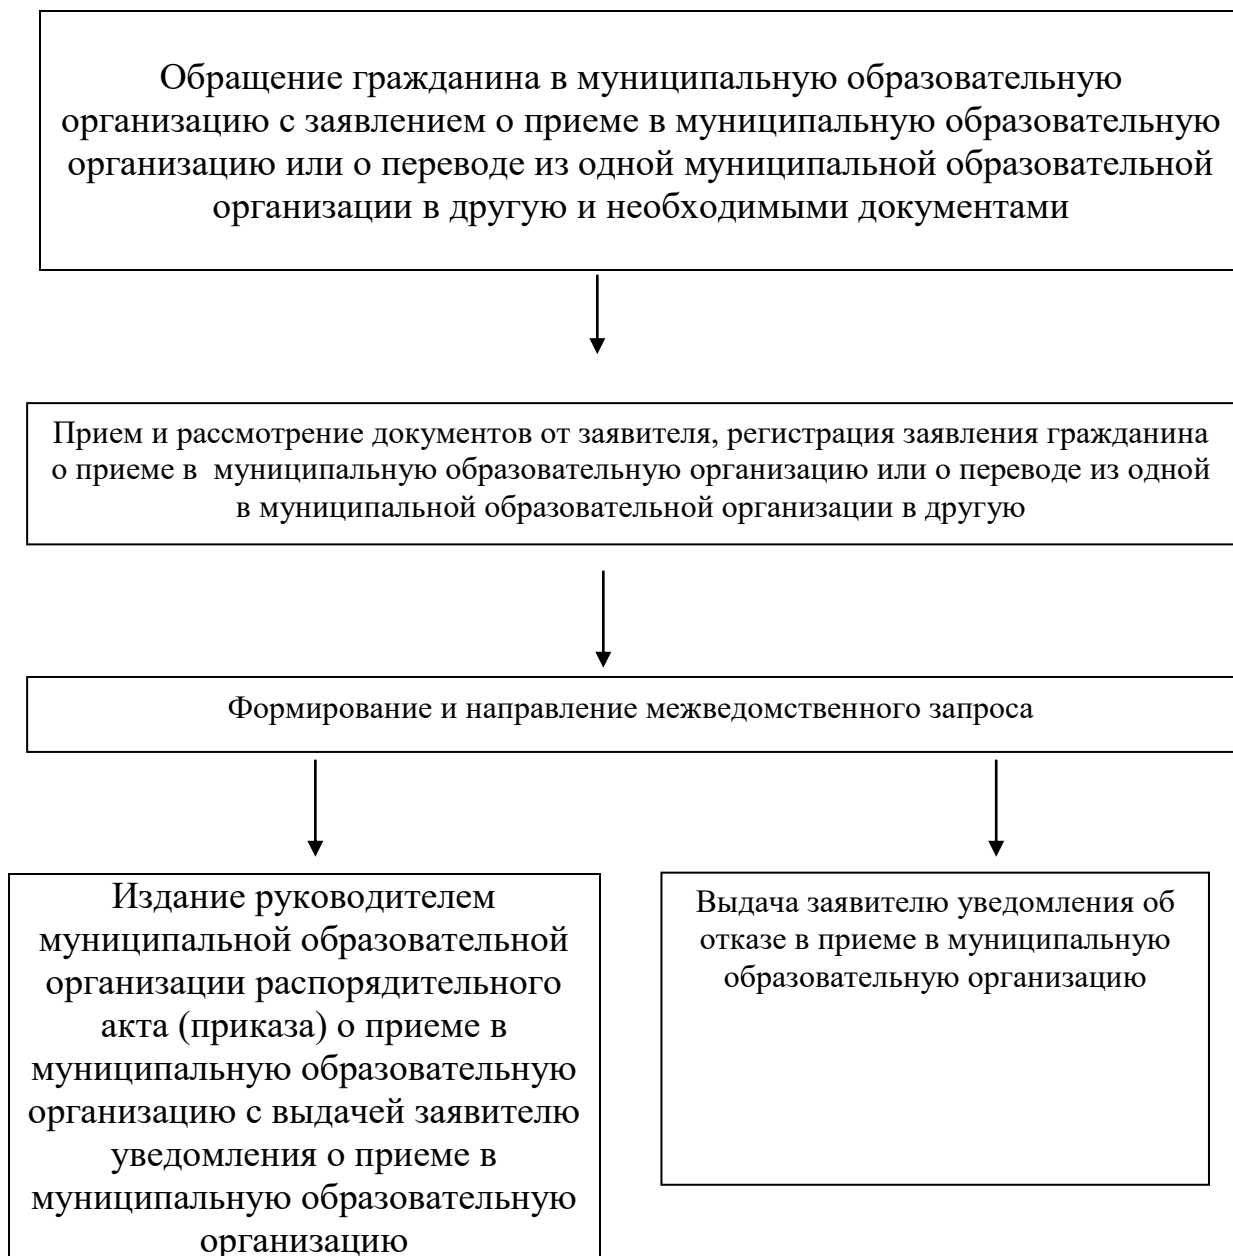 Обращение гражданина в муниципальную образовательную
организацию с заявлением о приеме в муниципальную образовательную
организацию или о переводе из одной муниципальной образовательной
организации в другую и необходимыми документами
Прием и рассмотрение документов от заявителя, регистрация заявления гражданина
о приеме в  муниципальную образовательную организацию или о переводе из одной
в муниципальной образовательной организации в другую
Формирование и направление межведомственного запроса
Издание руководителем
муниципальной образовательной
организации распорядительного
акта (приказа) о приеме в
муниципальную образовательную
организацию с выдачей заявителю
уведомления о приеме в
муниципальную образовательную
организацию
Выдача заявителю уведомления об
отказе в приеме в муниципальную
образовательную организацию